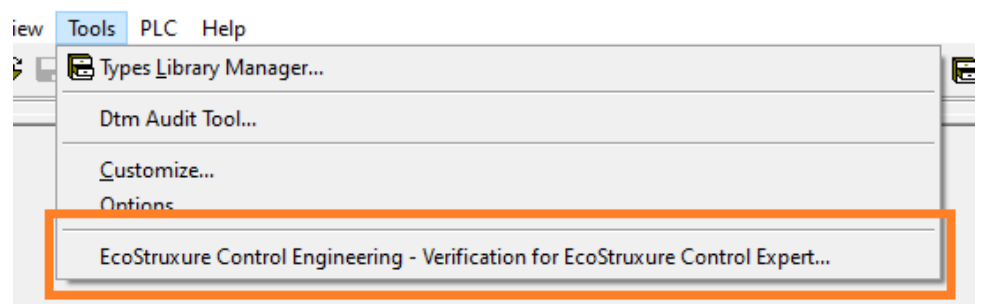 iew Tools PLC Help
Types Library Manager...
Dtm Audit Tool...
Customize...
Options
EcoStruxure Control Engineering - Verification for EcoStruxure Control Expert...